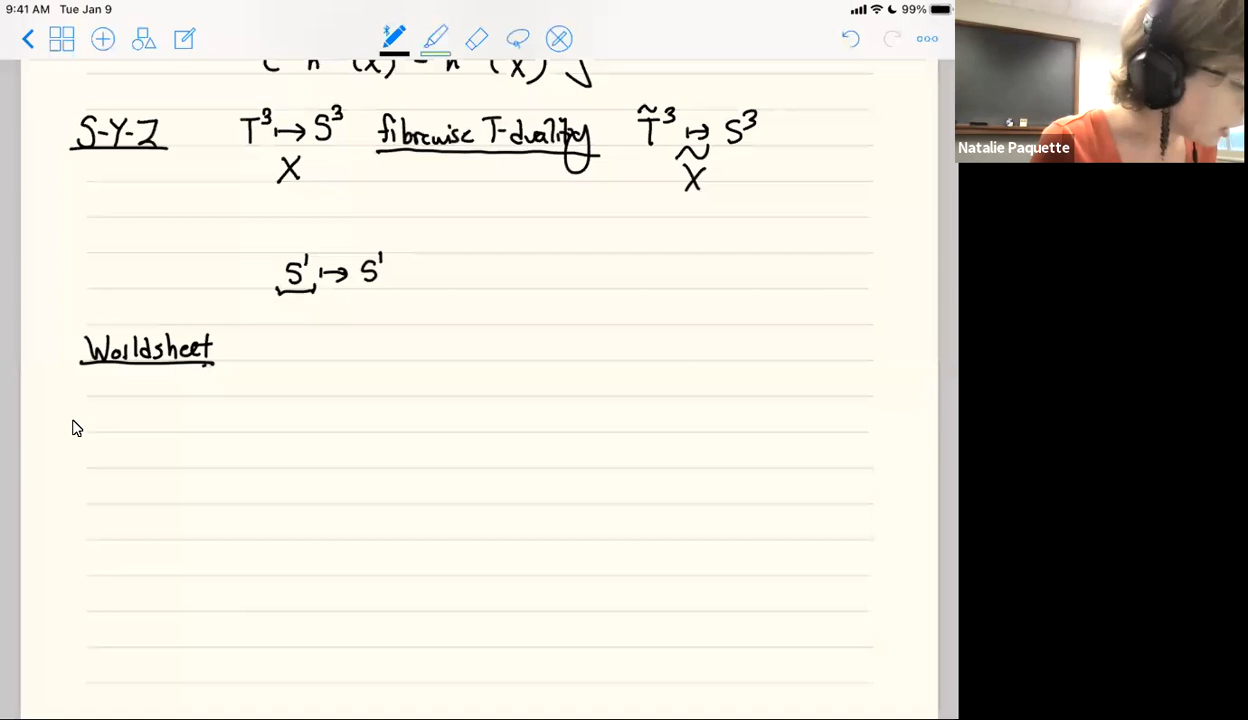 9:41 AM Tue Jan 9
99%
S-Y-Z T³ ↦ S³ fibrewise T-duality T̃³ ↦ S³
X X̃
S¹ ↦ S¹
Worldsheet
Natalie Paquette